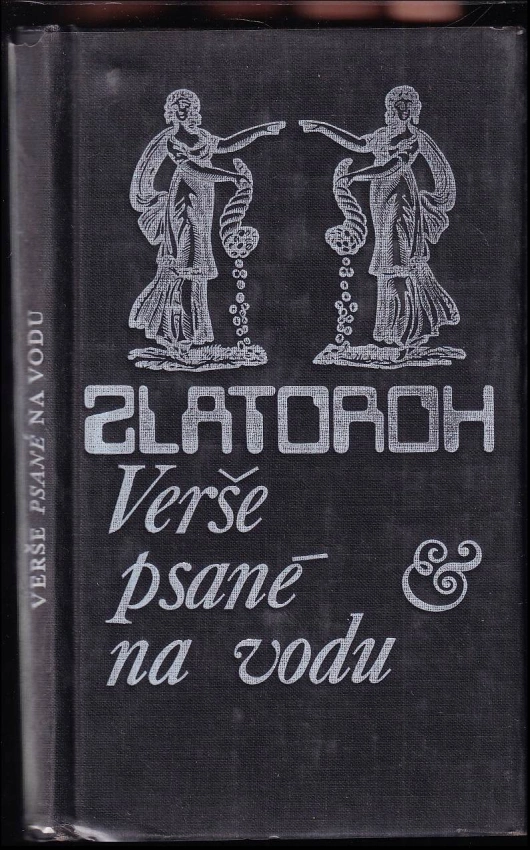 VERŠE PSANÉ NA VODU
ZLATOROH
Verše
psané
&
na vodu